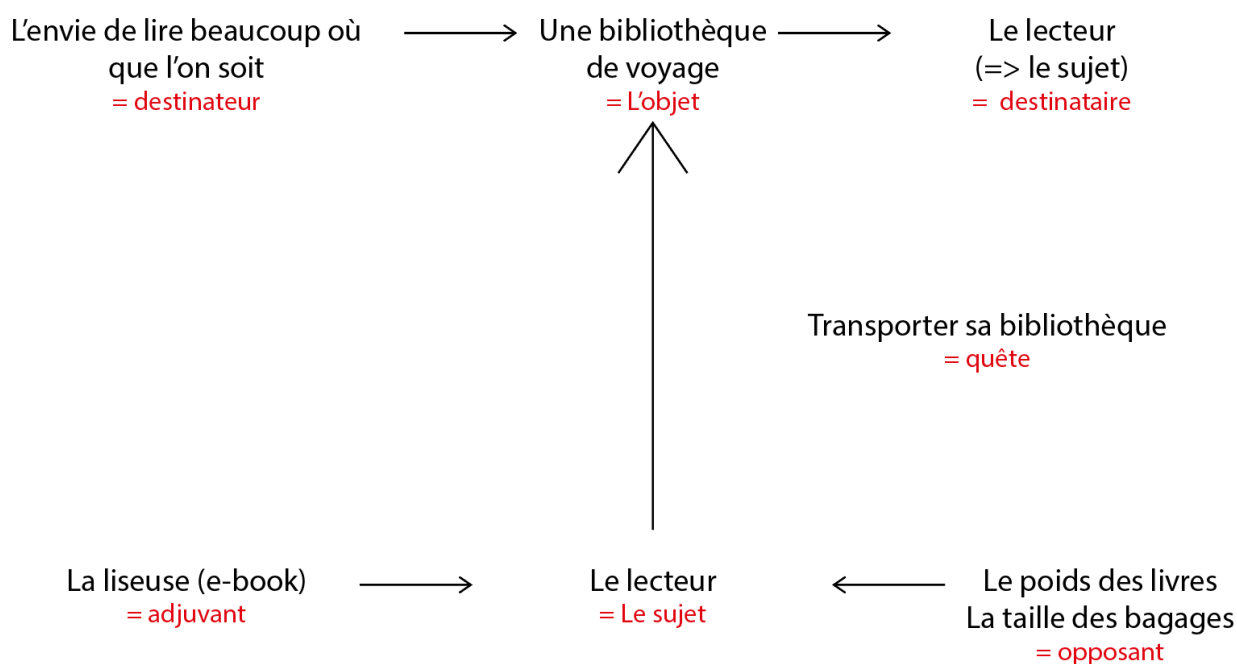 L'envie de lire beaucoup où
que l'on soit
= destinateur
Une bibliothèque
de voyage
= L'objet
Le lecteur
(=> le sujet)
= destinataire
Transporter sa bibliothèque
= quête
La liseuse (e-book)
= adjuvant
Le lecteur
= Le sujet
Le poids des livres
La taille des bagages
= opposant